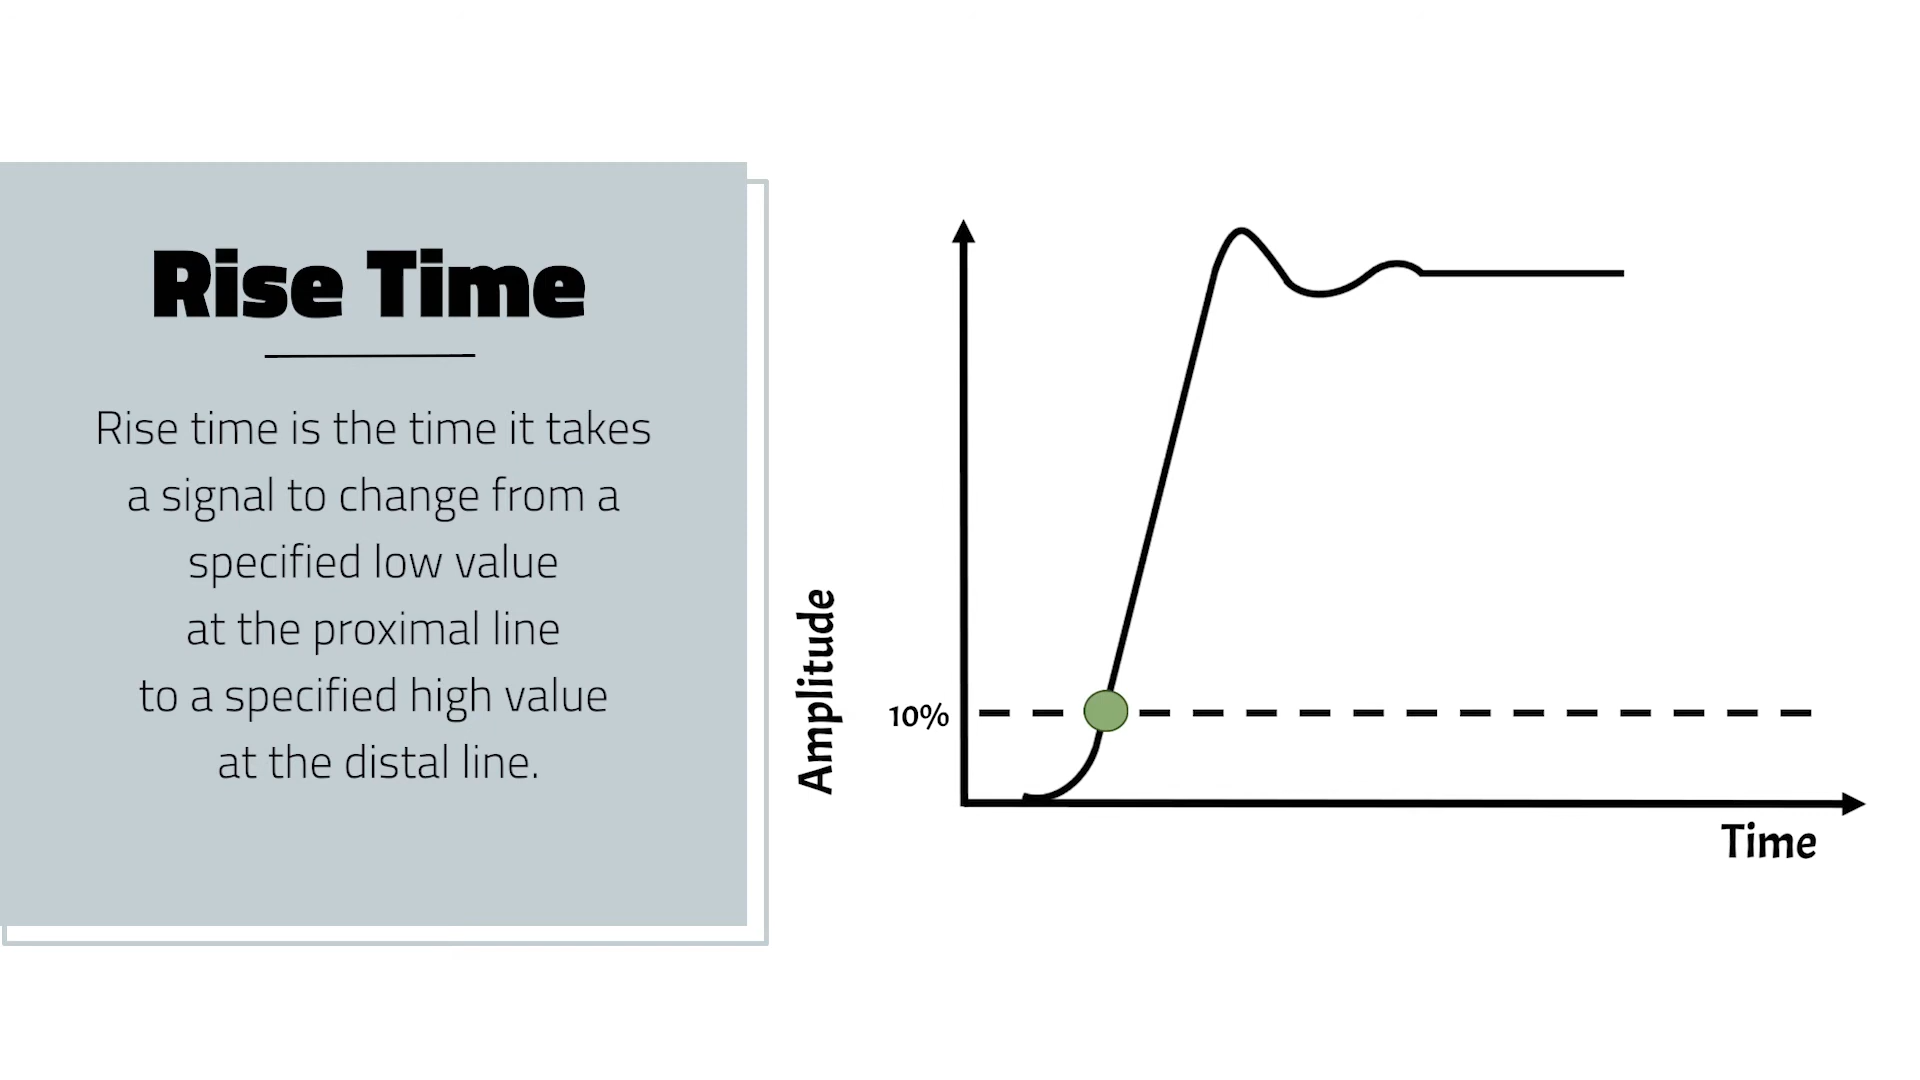 Rise Time
Rise time is the time it takes
a signal to change from a
specified low value
at the proximal line
to a specified high value
at the distal line.
Amplitude
10%
Time